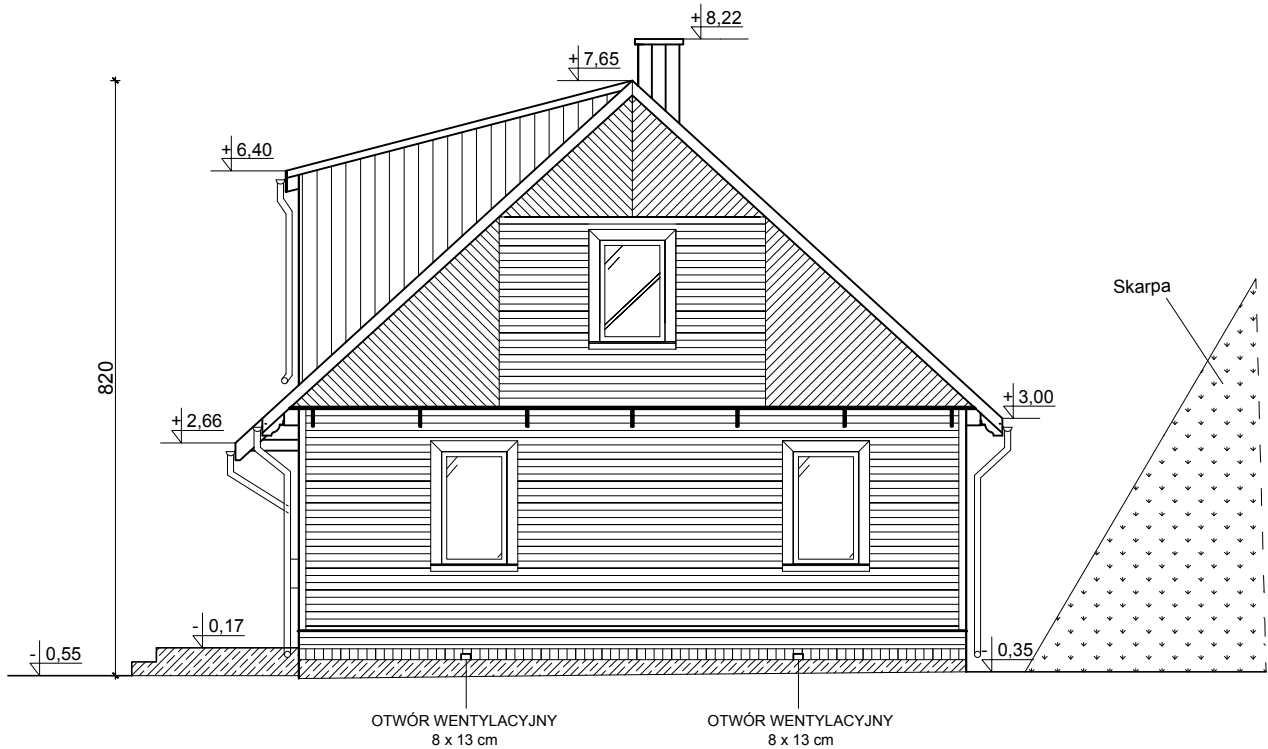 + 8,22
+ 7,65
+ 6,40
Skarpa
820
+ 3,00
+ 2,66
- 0,17
- 0,55
- 0,35
OTWÓR WENTYLACYJNY
8 x 13 cm
OTWÓR WENTYLACYJNY
8 x 13 cm